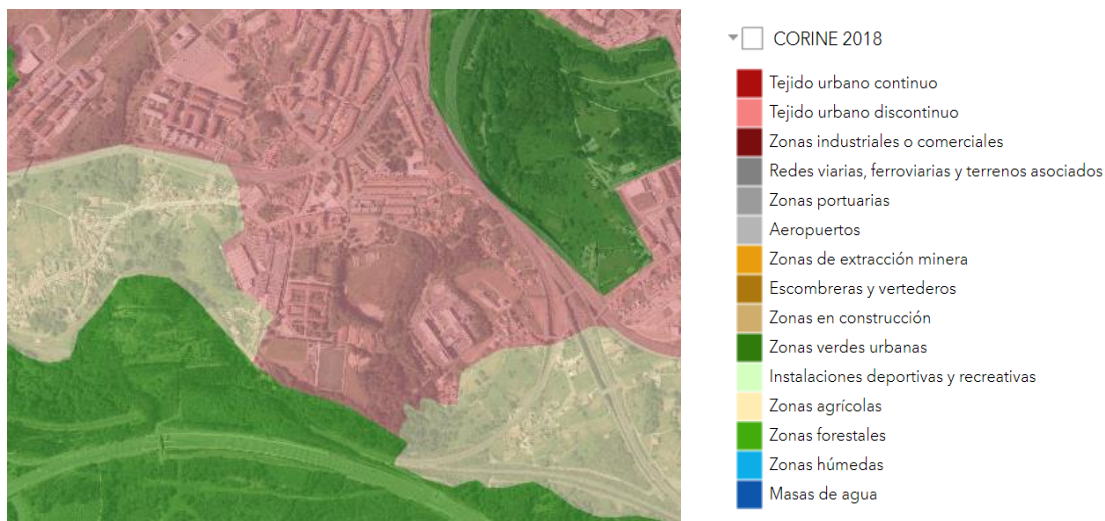 CORINE 2018
Tejido urbano continuo
Tejido urbano discontinuo
Zonas industriales o comerciales
Redes viarias, ferroviarias y terrenos asociados
Zonas portuarias
Aeropuertos
Zonas de extracción minera
Escombreras y vertederos
Zonas en construcción
Zonas verdes urbanas
Instalaciones deportivas y recreativas
Zonas agrícolas
Zonas forestales
Zonas húmedas
Masas de agua